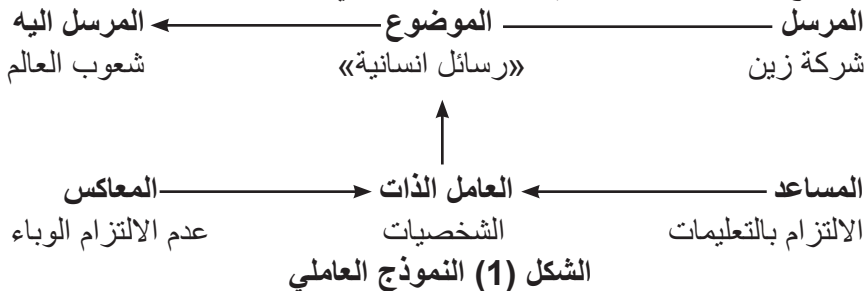 المرسل الموضوع المرسل اليه
شركة زين «رسائل انسانية» شعوب العالم
المساعد العامل الذات المعاكس
الالتزام بالتعليمات الشخصيات عدم الالتزام الوباء
الشكل (1) النموذج العاملي